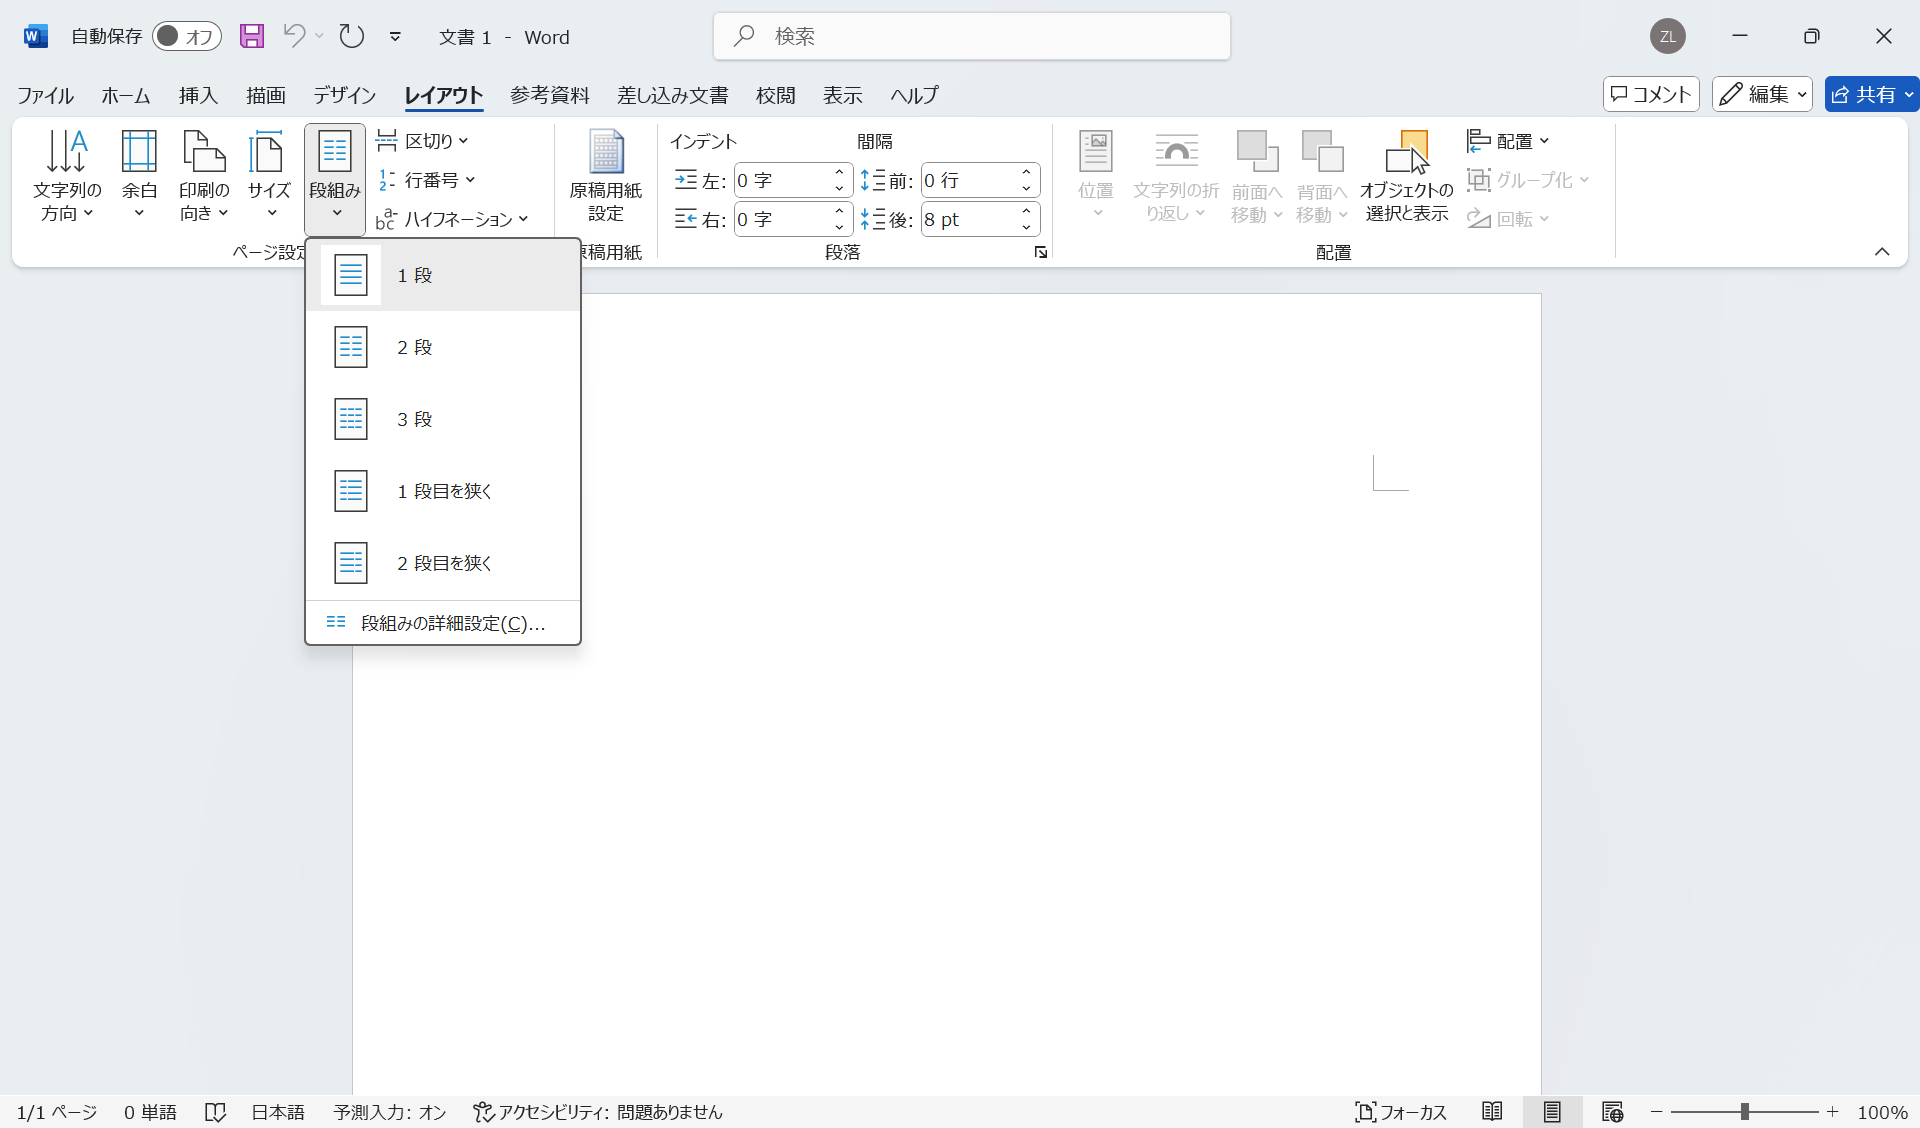 自動保存
オフ
文書 1 - Word
検索
ZL
ファイル
ホーム
挿入
描画
デザイン
レイアウト
参考資料
差し込み文書
校閲
表示
ヘルプ
コメント
編集
共有
文字列の
方向
余白
印刷の
向き
サイズ
段組み
区切り
行番号
ハイフネーション
ページ設定
原稿用紙
設定
原稿用紙
インデント
間隔
左: 0 字
前: 0 行
右: 0 字
後: 8 pt
段落
位置
文字列の折
り返し
前面へ
移動
背面へ
移動
オブジェクトの
選択と表示
配置
グループ化
回転
配置
1 段
2 段
3 段
1 段目を狭く
2 段目を狭く
段組みの詳細設定(C)...
1/1 ページ
0 単語
日本語
予測入力: オン
アクセシビリティ: 問題ありません
フォーカス
100%